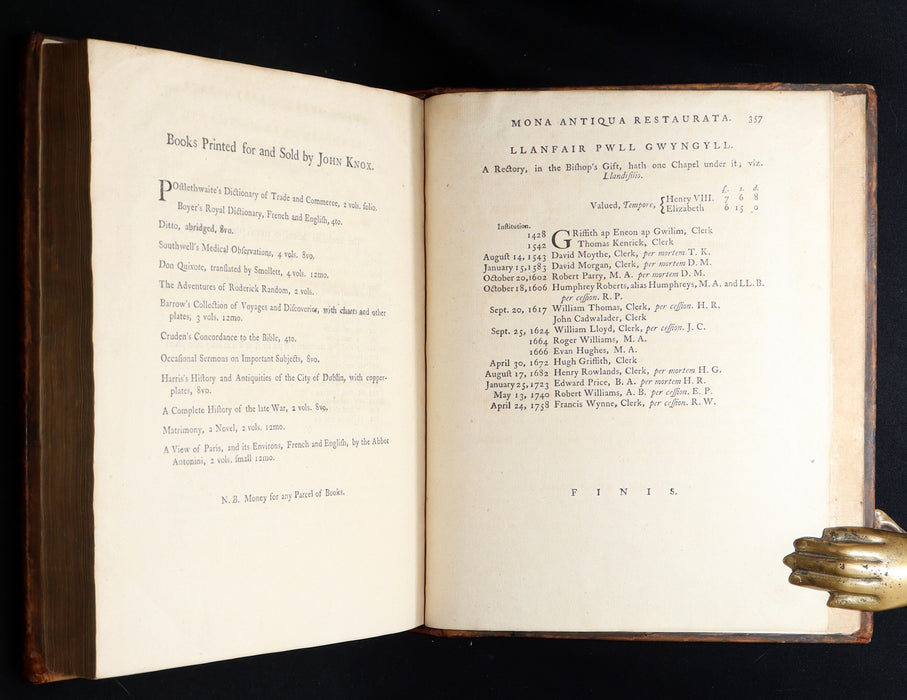 Books Printed for and Sold by JOHN KNOX.
POstlethwaite's Dictionary of Trade and Commerce, 2 vols. folio.
Boyer's Royal Dictionary, French and English, 4to.
Ditto, abridged, 8vo.
Southwell's Medical Observations, 4 vols. 8vo.
Don Quixote, translated by Smollett, 4 vols. 12mo.
The Adventures of Roderick Random, 2 vols.
Barrow's Collection of Voyages and Discoveries, with charts and other
plates, 3 vols. 12mo.
Cruden's Concordance to the Bible, 4to.
Occasional Sermons on Important Subjects, 8vo.
Harris's History and Antiquities of the City of Dublin, with copper-
plates, 8vo.
A Complete History of the late War, 2 vols. 8vo.
Matrimony, a Novel, 2 vols. 12mo.
A View of Paris, and its Environs, French and English, by the Abbot
Antonini, 2 vols. small 12mo.
N. B. Money for any Parcel of Books.
MONA ANTIQUA RESTAURATA. 357
LLANFAIR PWLL GWYNGYLL.
A Rectory, in the Bishop's Gift, hath one Chapel under it; viz.
Llandisilio.
£. s. d.
Valued, Tempore, { Henry VIII. 7 6 8
Elizabeth 6 15 0
Institution.
1428 GRiffith ap Eneon ap Gwilim, Clerk
1542 Thomas Kenrick, Clerk
August 14, 1543 David Moythe, Clerk, per mortem T. K.
January 15, 1583 David Morgan, Clerk, per mortem D. M.
October 20, 1602 Robert Parry, M. A. per mortem D. M.
October 18, 1606 Humphrey Roberts, alias Humphreys, M. A. and LL. B.
per cession. R. P.
Sept. 20, 1617 William Thomas, Clerk, per cession. H. R.
John Cadwalader, Clerk
Sept. 25, 1624 William Lloyd, Clerk, per cession. J. C.
1664 Roger Williams, M. A.
1666 Evan Hughes, M. A.
April 30, 1672 Hugh Griffith, Clerk
August 17, 1682 Henry Rowlands, Clerk, per mortem H. G.
January 25, 1723 Edward Price, B. A. per mortem H. R.
May 13, 1740 Robert Williams, A. B. per cession. E. P.
April 24, 1758 Francis Wynne, Clerk, per cession. R. W.
F I N I S.